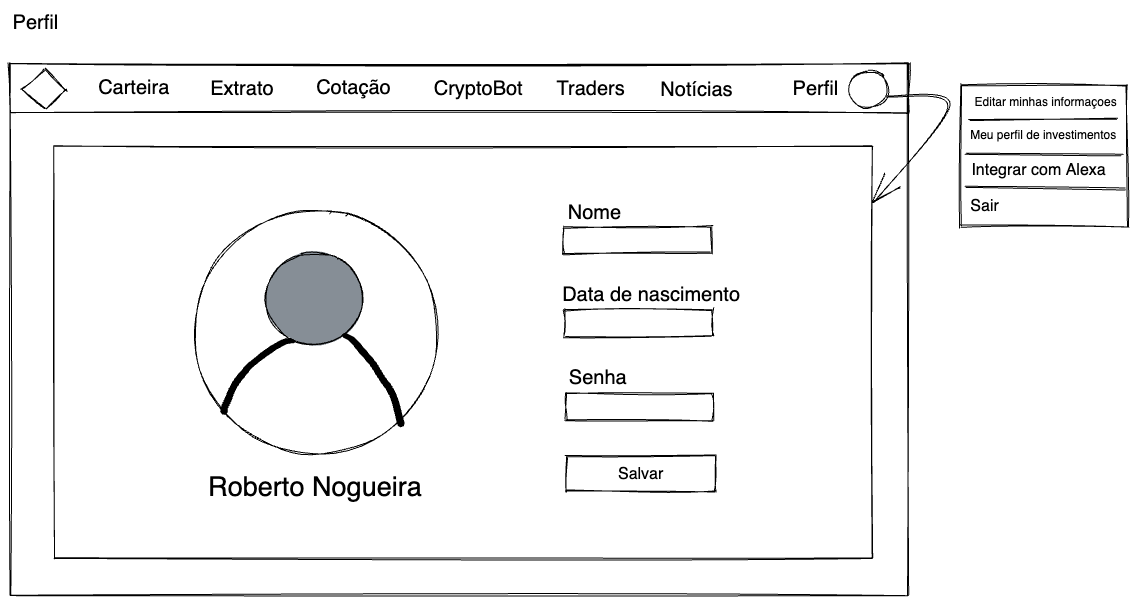 Perfil
Carteira Extrato Cotação CryptoBot Traders Notícias Perfil
Editar minhas informaçoes
Meu perfil de investimentos
Integrar com Alexa
Sair
Nome
Data de nascimento
Senha
Salvar
Roberto Nogueira